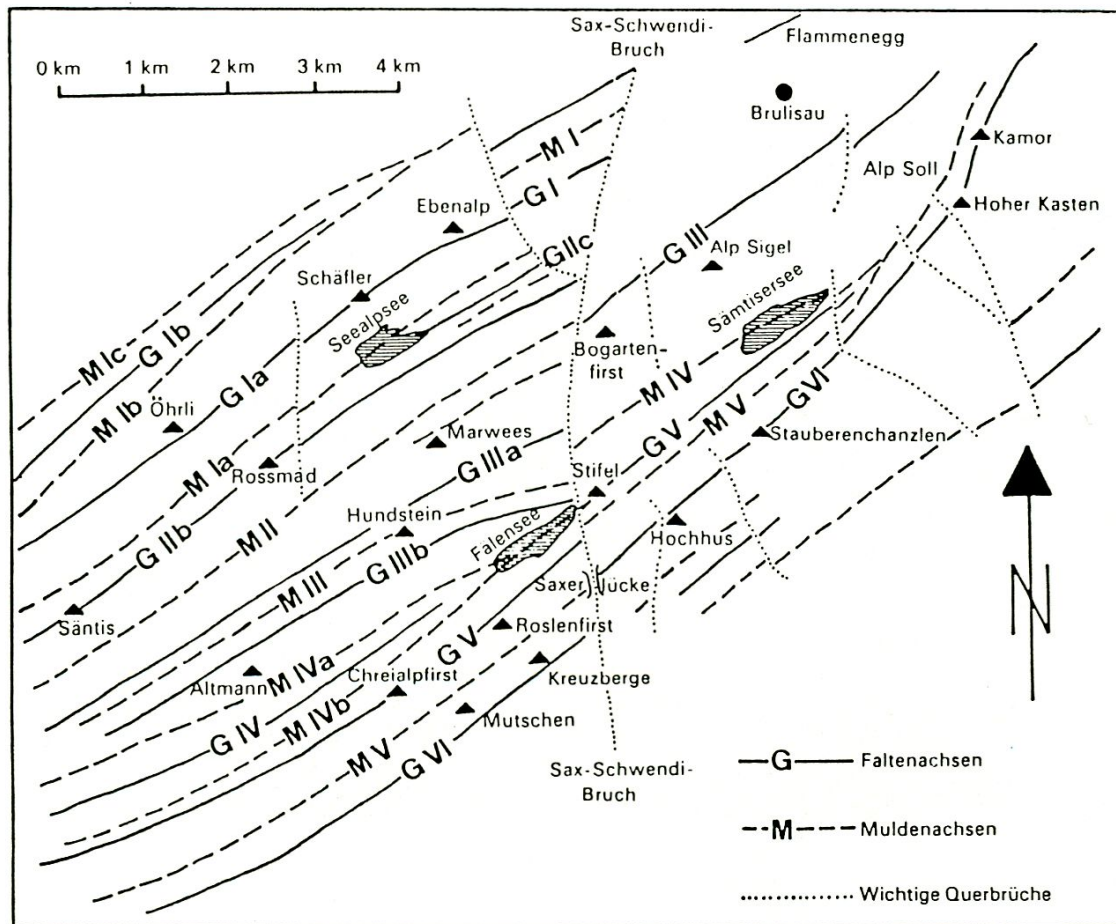 Sax-Schwendi-
Bruch
Flammenegg
0 km 1 km 2 km 3 km 4 km
Brulisau
Kamor
M I
Alp Soll
G I
Ebenalp
Hoher Kasten
G IIc
G III
Alp Sigel
Schäfler
Seealpsee
Sämtisersee
M Ic
G Ib
Bogarten-
first
M IV
M Ib
G Ia
Öhrli
G VI
M V
G V
Marwees
Stauberenchanzlen
M Ia
Rossmad
G IIIa
Stifel
Hundstein
Fälensee
G IIb
M II
G IIIb
Hochhus
M III
Saxer Lücke
Säntis
G V
Roslenfirst
M IVa
Altmann
Chreialpfirst
Kreuzberge
G IV
M IVb
Mutschen
M V
G VI
N
Sax-Schwendi-
Bruch
G Faltenachsen
M Muldenachsen
Wichtige Querbrüche